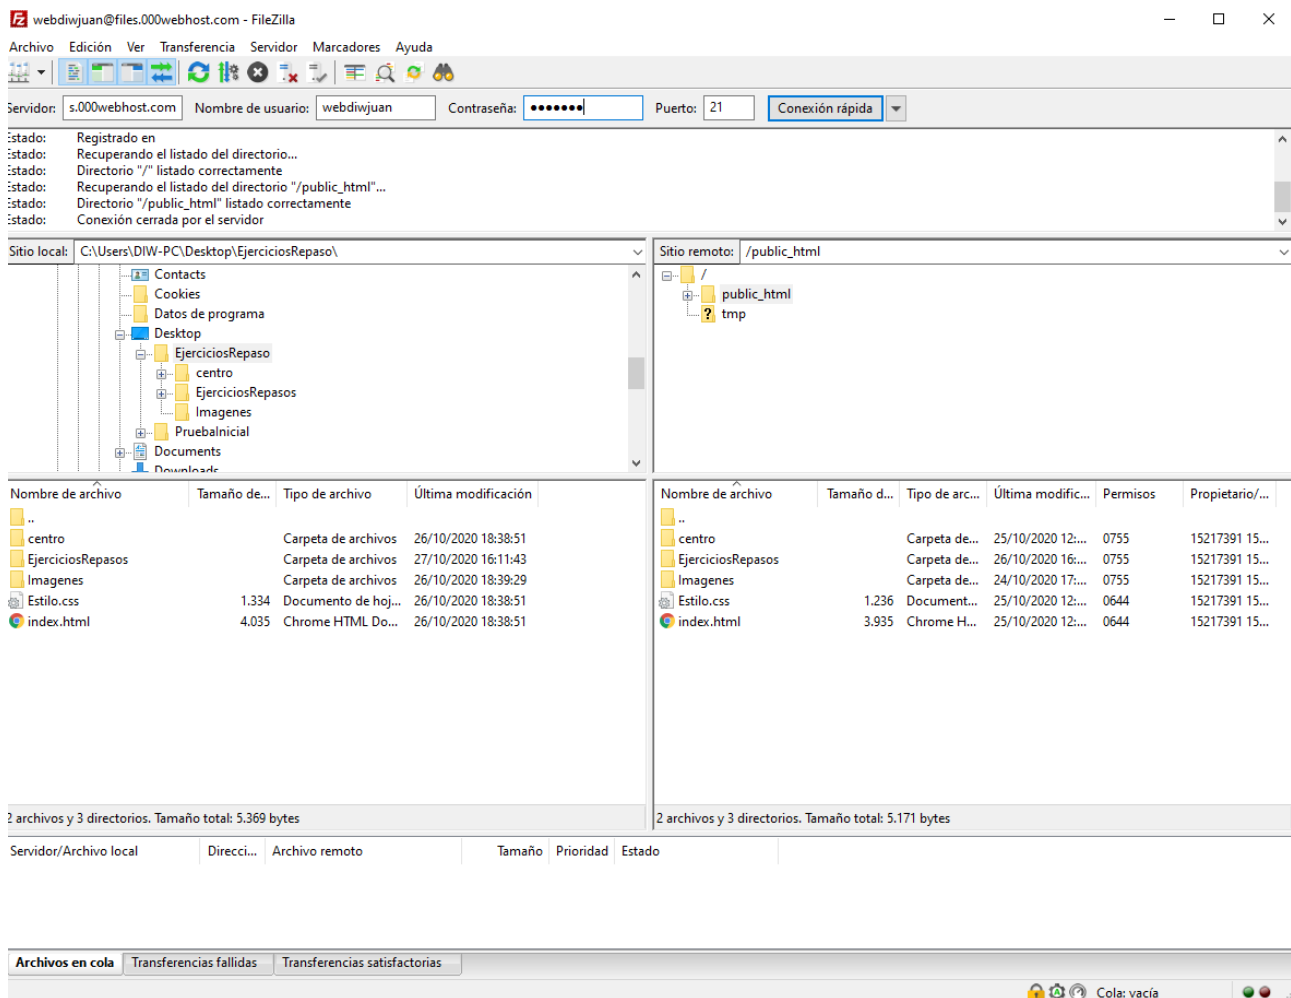 webdiwjuan@files.000webhost.com - FileZilla
Archivo Edición Ver Transferencia Servidor Marcadores Ayuda
Servidor: s.000webhost.com Nombre de usuario: webdiwjuan Contraseña: ●●●●●●● Puerto: 21 Conexión rápida
Estado: Registrado en
Estado: Recuperando el listado del directorio...
Estado: Directorio "/" listado correctamente
Estado: Recuperando el listado del directorio "/public_html"...
Estado: Directorio "/public_html" listado correctamente
Estado: Conexión cerrada por el servidor
Sitio local: C:\Users\DIW-PC\Desktop\EjerciciosRepaso\
Contacts
Cookies
Datos de programa
Desktop
EjerciciosRepaso
centro
EjerciciosRepasos
Imagenes
PruebaInicial
Documents
Downloads
Sitio remoto: /public_html
/
public_html
? tmp
Nombre de archivo Tamaño de... Tipo de archivo Última modificación
..
centro Carpeta de archivos 26/10/2020 18:38:51
EjerciciosRepasos Carpeta de archivos 27/10/2020 16:11:43
Imagenes Carpeta de archivos 26/10/2020 18:39:29
Estilo.css 1.334 Documento de hoj... 26/10/2020 18:38:51
index.html 4.035 Chrome HTML Do... 26/10/2020 18:38:51
2 archivos y 3 directorios. Tamaño total: 5.369 bytes
Nombre de archivo Tamaño d... Tipo de arc... Última modific... Permisos Propietario/...
..
centro Carpeta de... 25/10/2020 12:... 0755 15217391 15...
EjerciciosRepasos Carpeta de... 26/10/2020 16:... 0755 15217391 15...
Imagenes Carpeta de... 24/10/2020 17:... 0755 15217391 15...
Estilo.css 1.236 Document... 25/10/2020 12:... 0644 15217391 15...
index.html 3.935 Chrome H... 25/10/2020 12:... 0644 15217391 15...
2 archivos y 3 directorios. Tamaño total: 5.171 bytes
Servidor/Archivo local Direcci... Archivo remoto Tamaño Prioridad Estado
Archivos en cola Transferencias fallidas Transferencias satisfactorias
Cola: vacía